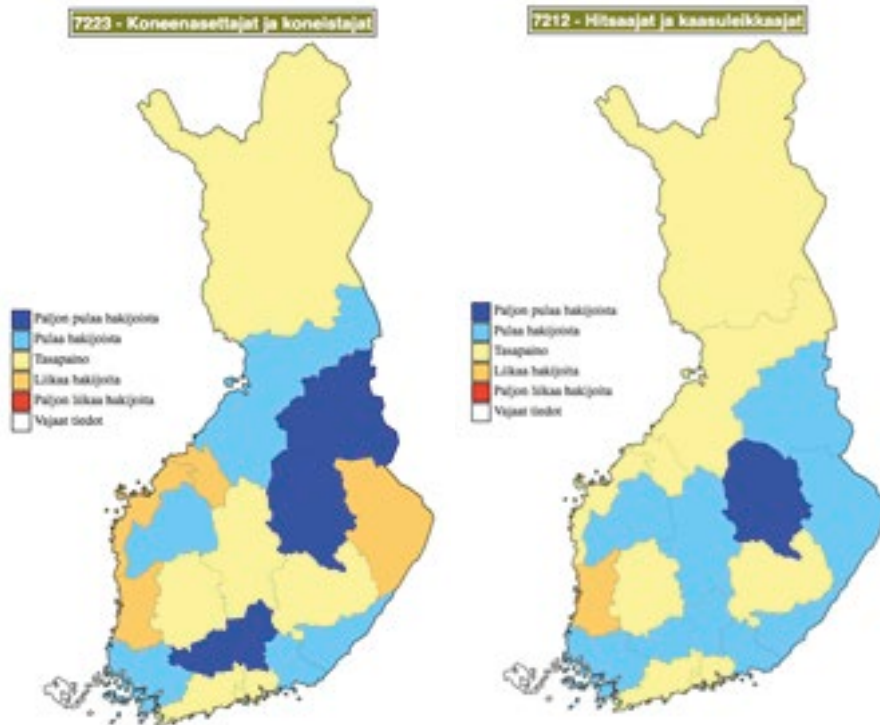 7223 - Koneenasettajat ja koneistajat
Paljon pulaa hakijoista
Pulaa hakijoista
Tasapaino
Liikaa hakijoita
Paljon liikaa hakijoita
Vajaat tiedot
7212 - Hitsaajat ja kaasuleikkaajat
Paljon pulaa hakijoista
Pulaa hakijoista
Tasapaino
Liikaa hakijoita
Paljon liikaa hakijoita
Vajaat tiedot